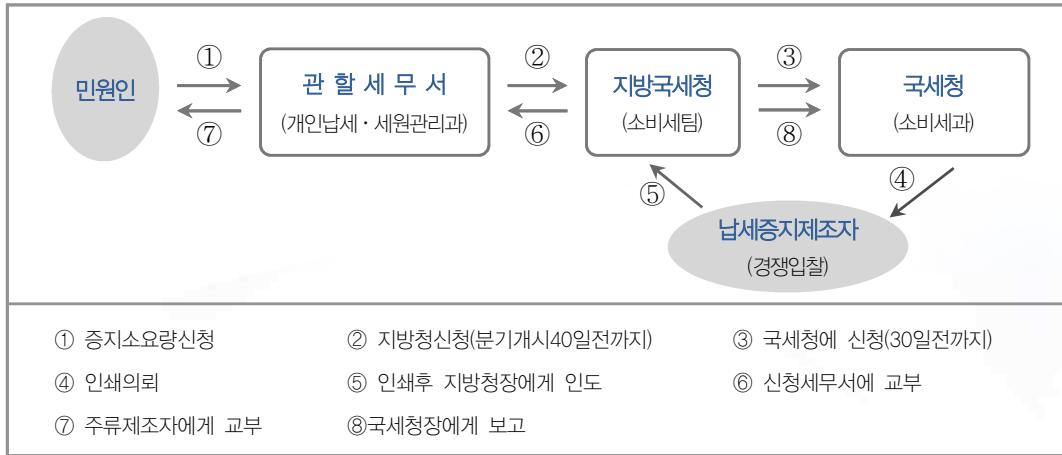 ① ② ③
민원인 관할세무서 지방국세청 국세청
(개인납세·세원관리과) (소비세팀) (소비세과)
⑦ ⑥ ⑧
⑤ ④
납세증지제조자
(경쟁입찰)
① 증지소요량신청 ② 지방청신청(분기개시40일전까지) ③ 국세청에 신청(30일전까지)
④ 인쇄의뢰 ⑤ 인쇄후 지방청장에게 인도 ⑥ 신청세무서에 교부
⑦ 주류제조자에게 교부 ⑧국세청장에게 보고